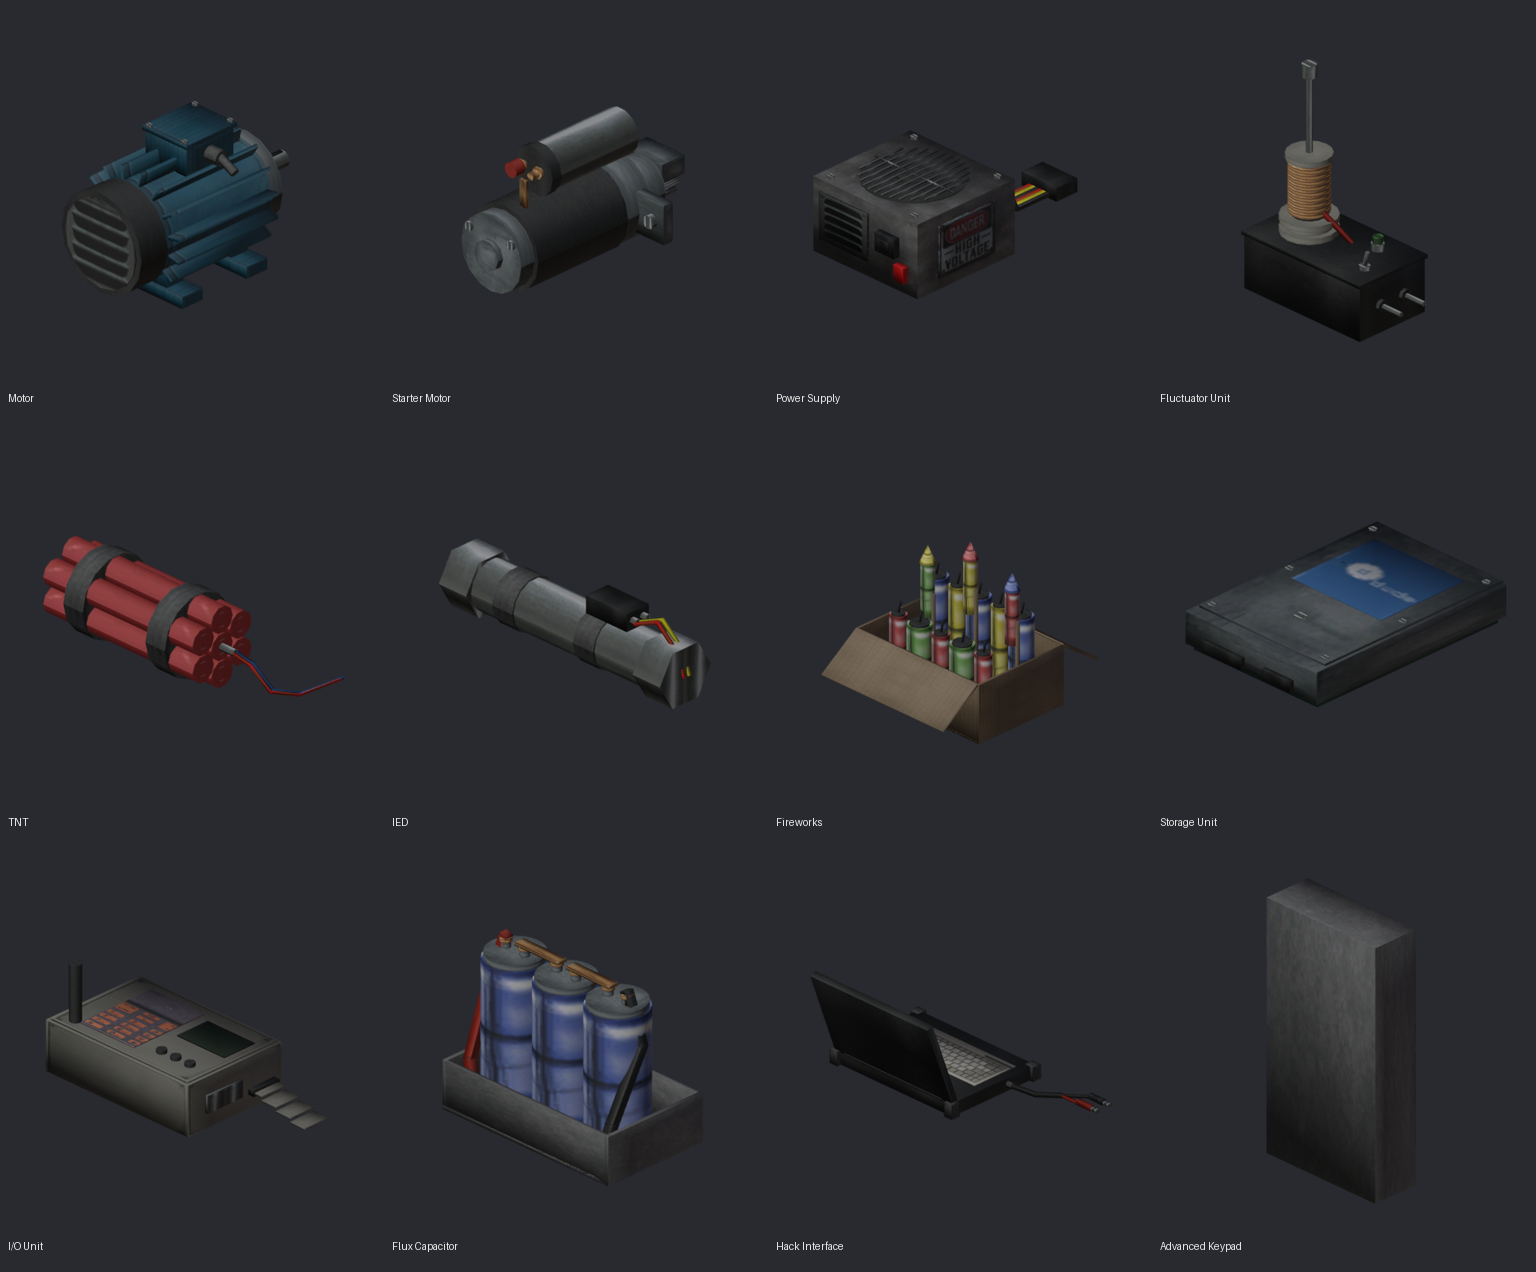 DANGER
HIGH
VOLTAGE
Motor
Starter Motor
Power Supply
Fluctuator Unit
TNT
IED
Fireworks
Storage Unit
I/O Unit
Flux Capacitor
Hack Interface
Advanced Keypad